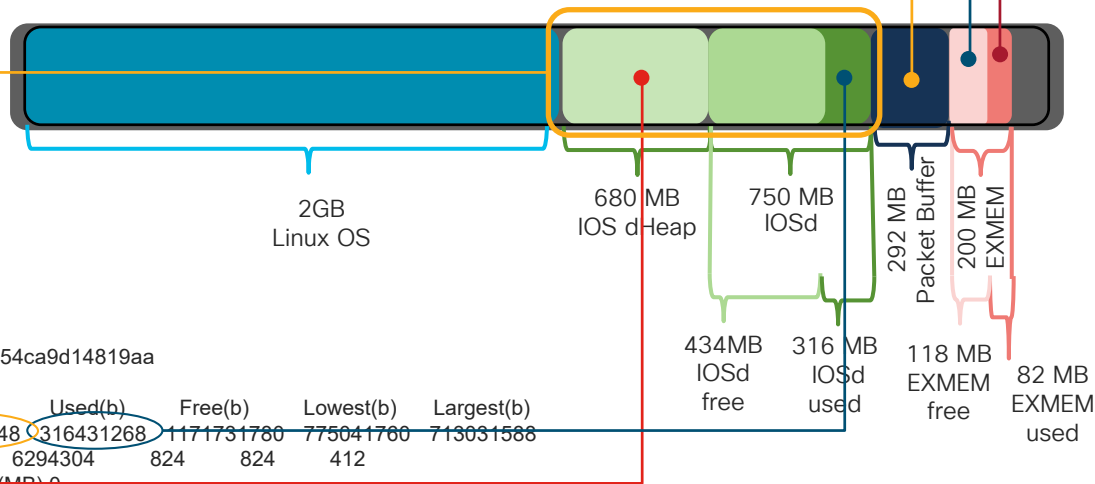 2GB
Linux OS
680 MB
IOS dHeap
750 MB
IOSd
292 MB
Packet Buffer
200 MB
EXMEM
434MB
IOSd
free
316 MB
IOSd
used
118 MB
EXMEM
free
82 MB
EXMEM
used
54ca9d14819aa
Used(b) Free(b) Lowest(b) Largest(b)
48 316431268 1171731780 775041760 713031588
6294304 824 824 412
(MB) 0